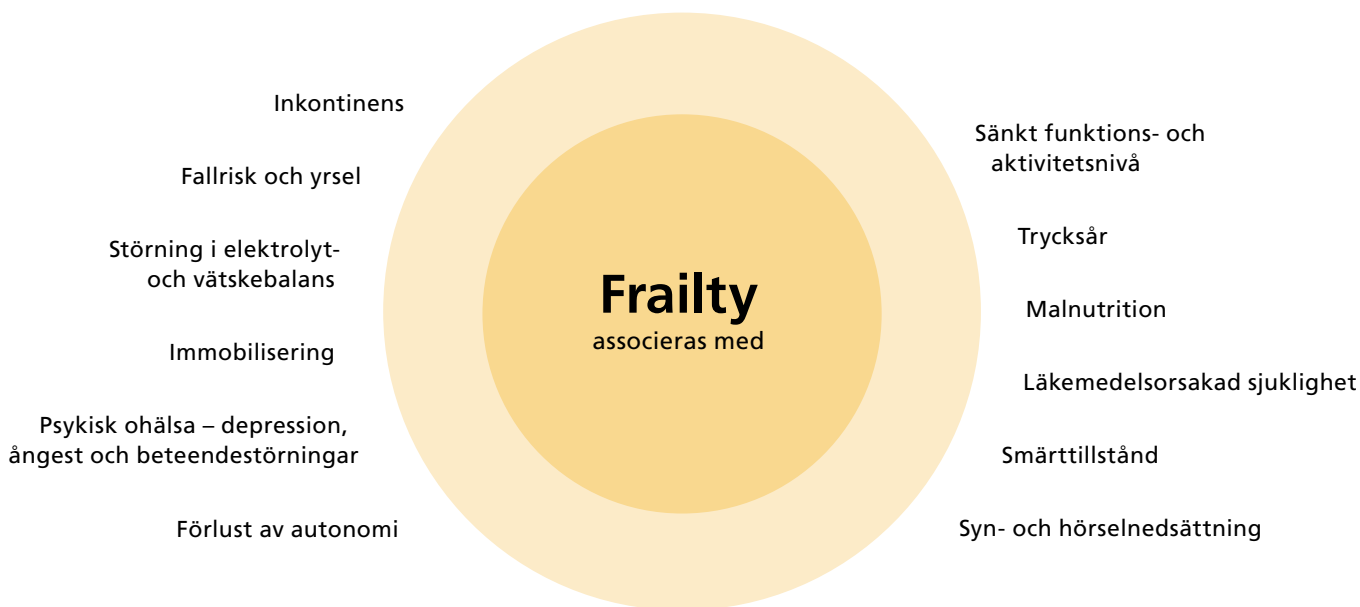 Inkontinens
Fallrisk och yrsel
Störning i elektrolyt-
och vätskebalans
Immobilisering
Psykisk ohälsa – depression,
ångest och beteendestörningar
Förlust av autonomi
Frailty
associeras med
Sänkt funktions- och
aktivitetsnivå
Trycksår
Malnutrition
Läkemedelsorsakad sjuklighet
Smärttillstånd
Syn- och hörselnedsättning